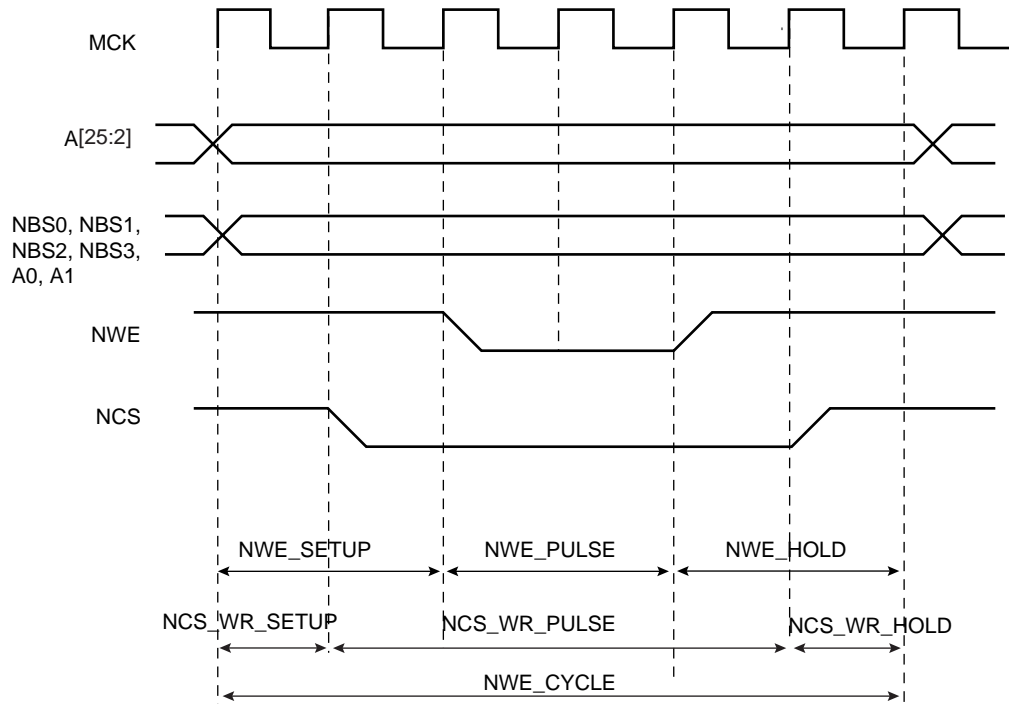 MCK
A[25:2]
NBS0, NBS1,
NBS2, NBS3,
A0, A1
NWE
NCS
NWE_SETUP NWE_PULSE NWE_HOLD
NCS_WR_SETUP NCS_WR_PULSE NCS_WR_HOLD
NWE_CYCLE